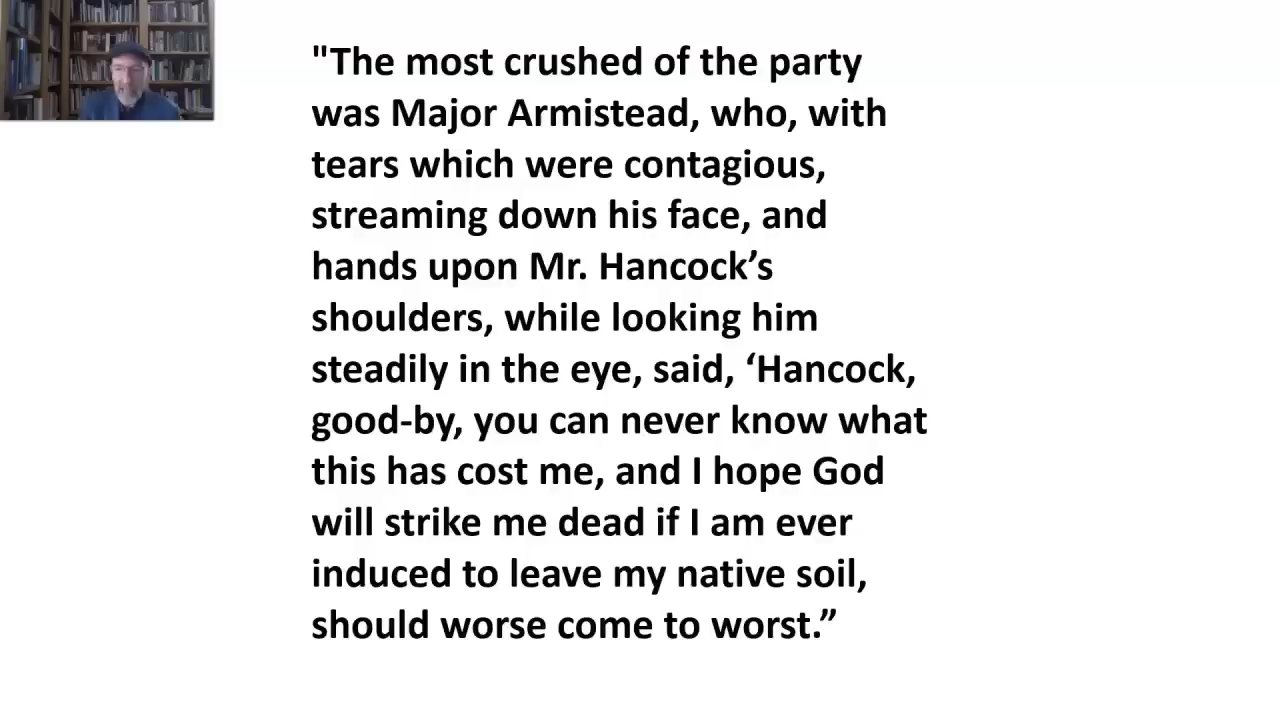 "The most crushed of the party
was Major Armistead, who, with
tears which were contagious,
streaming down his face, and
hands upon Mr. Hancock’s
shoulders, while looking him
steadily in the eye, said, ‘Hancock,
good-by, you can never know what
this has cost me, and I hope God
will strike me dead if I am ever
induced to leave my native soil,
should worse come to worst.”